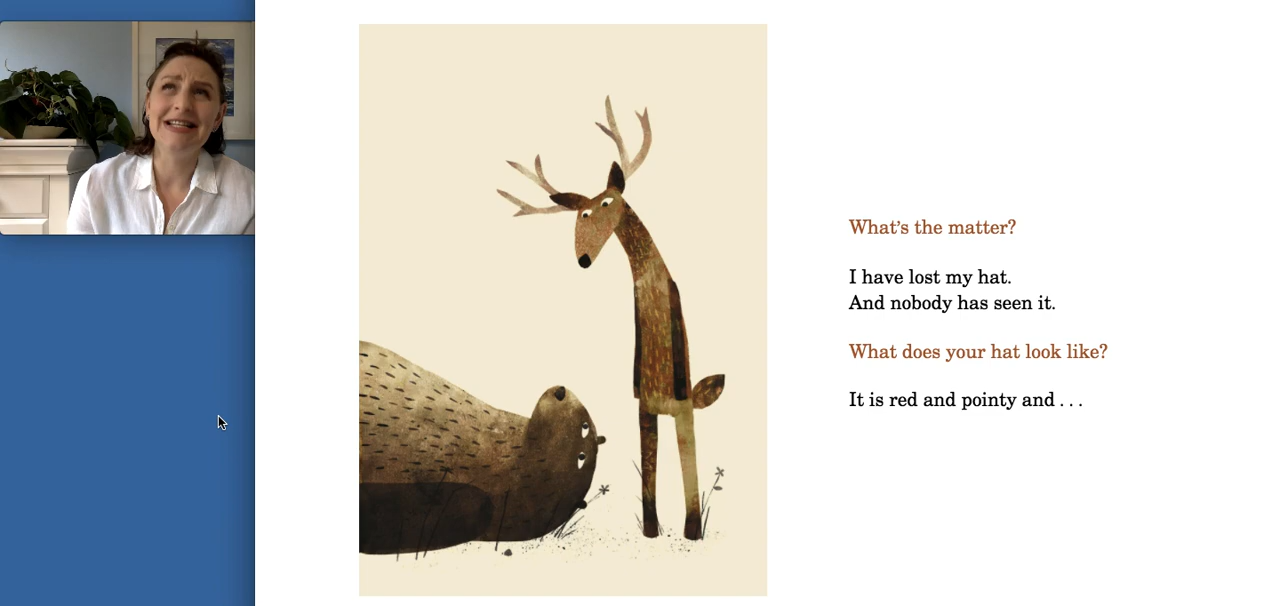 What’s the matter?
I have lost my hat.
And nobody has seen it.
What does your hat look like?
It is red and pointy and . . .